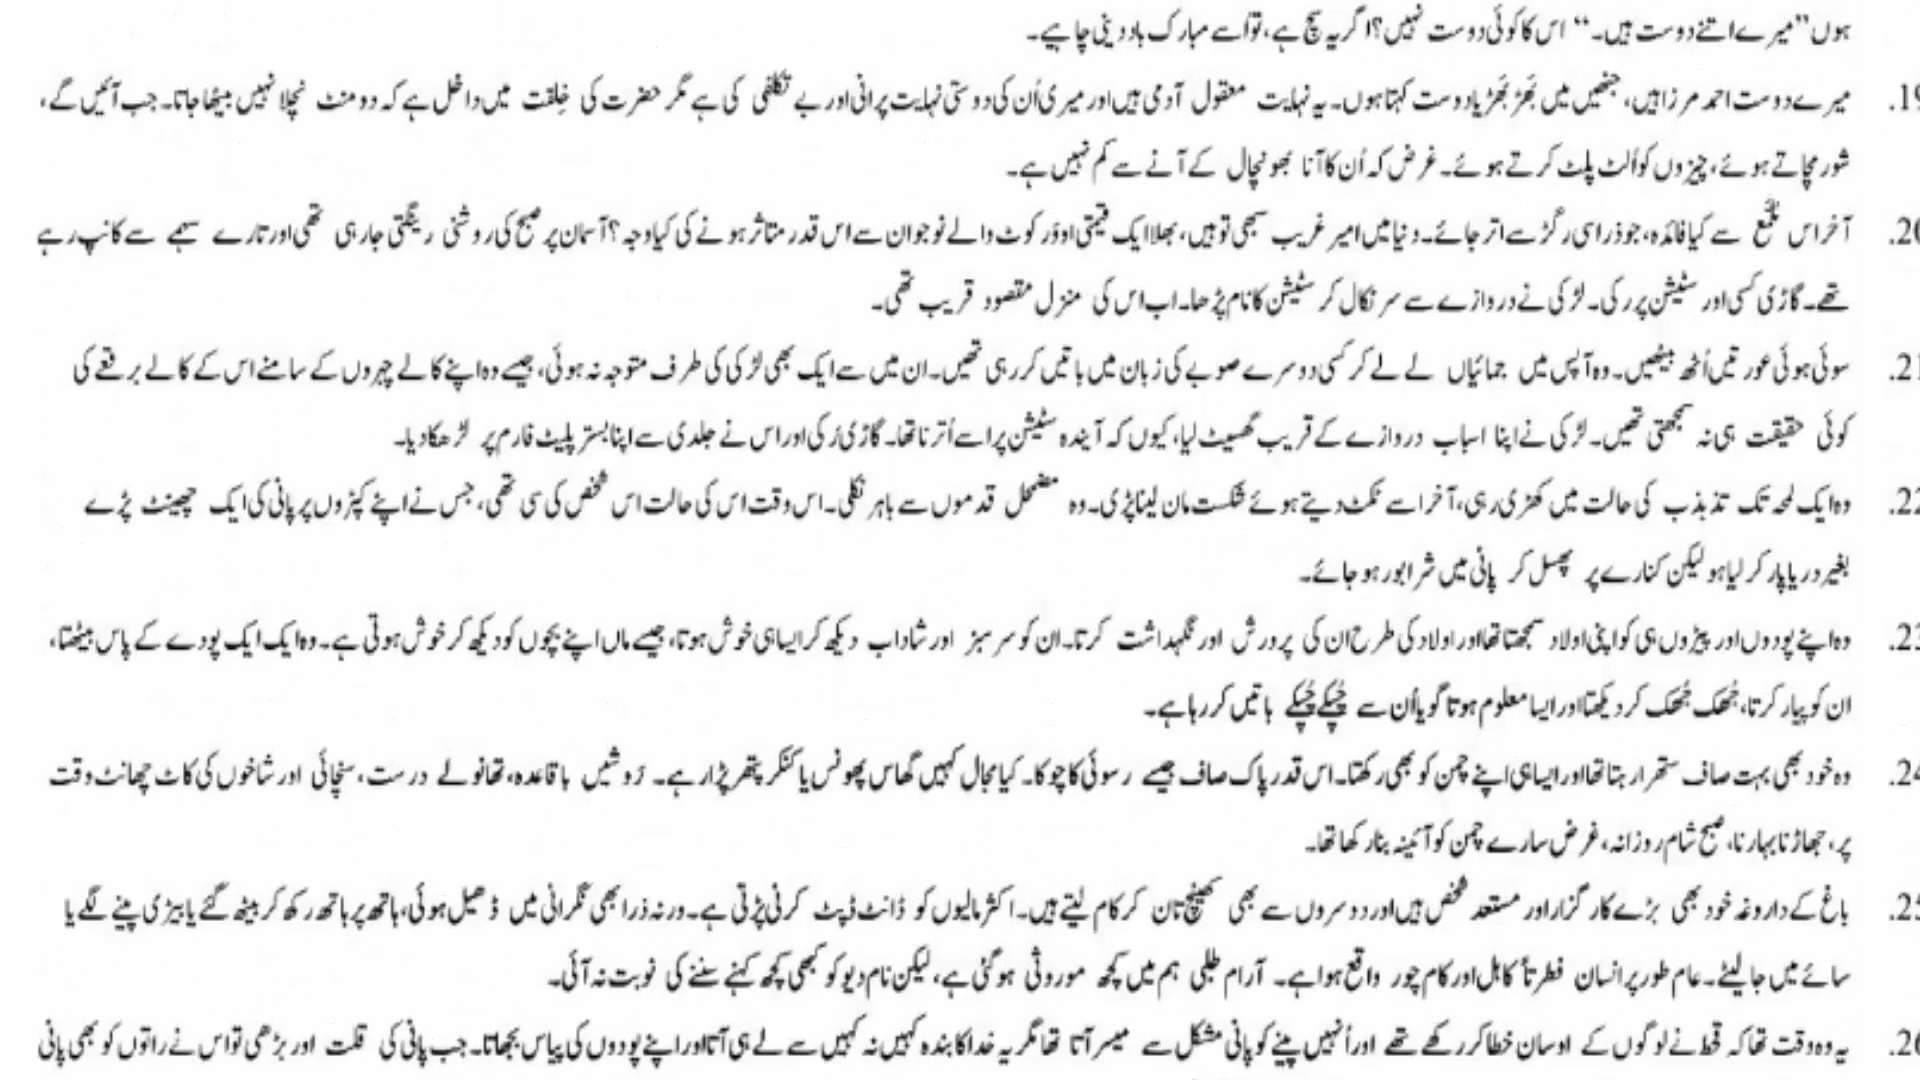 ہوں ”میرے اتنے دوست ہیں۔“ اس کا کوئی دوست نہیں؟ اگر یہ سچ ہے، تو اُسے مبارک باد دینی چاہیے۔
.19 میرے دوست احمد مرزا ہیں، جنھیں میں بَھڑ بَھڑیا دوست کہتا ہوں۔ یہ نہایت معقول آدمی ہیں اور میری اُن کی دوستی نہایت پرانی اور بے تکلفی کی ہے مگر حضرت کی خِلقت میں داخل ہے کہ دو منٹ نچلا نہیں بیٹھا جاتا۔ جب آئیں گے،
شور مچاتے ہوئے، چیزوں کو اُلٹ پلٹ کرتے ہوئے۔ غرض کہ اُن کا آنا بھونچال کے آنے سے کم نہیں ہے۔
.20 آخر اس مُلمّع سے کیا فائدہ، جو ذرا سی رگڑ سے اتر جائے۔ دنیا میں امیر غریب سبھی تو ہیں، بھلا ایک قیمتی اوور کوٹ والے نوجوان سے اس قدر متاثر ہونے کی کیا وجہ؟ آسمان پر صبح کی روشنی رینگتی جا رہی تھی اور تارے سہمے سے کانپ رہے
تھے۔ گاڑی کسی اور سٹیشن پر رکی۔ لڑکی نے دروازے سے سر نکال کر سٹیشن کا نام پڑھا۔ اب اس کی منزل مقصود قریب تھی۔
.21 سوئی ہوئی عورتیں اُٹھ بیٹھیں۔ وہ آپس میں جمائیاں لے لے کر کسی دوسرے صوبے کی زبان میں باتیں کر رہی تھیں۔ ان میں سے ایک بھی لڑکی کی طرف متوجہ نہ ہوئی، جیسے وہ اپنے کالے چہروں کے سامنے اس کے کالے برقعے کی
کوئی حقیقت ہی نہ سمجھتی تھیں۔ لڑکی نے اپنا اسباب دروازے کے قریب گھسیٹ لیا، کیوں کہ آیندہ سٹیشن پر اسے اُترنا تھا۔ گاڑی رُکی اور اس نے جلدی سے اپنا بستر پلیٹ فارم پر لڑھکا دیا۔
.22 وہ ایک لمحہ تک تذبذب کی حالت میں کھڑی رہی، آخر اسے ٹکٹ دیتے ہوئے شکست مان لینا پڑی۔ وہ مضمحل قدموں سے باہر نکلی۔ اس وقت اس کی حالت اس شخص کی سی تھی، جس نے اپنے کپڑوں پر پانی کی ایک چھینٹ پڑے
بغیر دریا پار کر لیا ہو لیکن کنارے پر پھسل کر پانی میں شرابور ہو جائے۔
.23 وہ اپنے پودوں اور پیڑوں ہی کو اپنی اولاد سمجھتا تھا اور اولاد کی طرح ان کی پرورش اور نگہداشت کرتا۔ ان کو سر سبز اور شاداب دیکھ کر ایسا ہی خوش ہوتا، جیسے ماں اپنے بچوں کو دیکھ کر خوش ہوتی ہے۔ وہ ایک ایک پودے کے پاس بیٹھتا،
ان کو پیار کرتا، جُھک جُھک کر دیکھتا اور ایسا معلوم ہوتا گویا اُن سے چُپکے چُپکے باتیں کر رہا ہے۔
.24 وہ خود بھی بہت صاف ستھرا رہتا تھا اور ایسا ہی اپنے چمن کو بھی رکھتا۔ اس قدر پاک صاف جیسے رسوئی کا چوکا۔ کیا مجال کہیں گھاس پھونس یا کنکر پتھر پڑا رہے۔ رَوشیں باقاعدہ، تھانولے درست، سنچائی اور شاخوں کی کاٹ چھانٹ وقت
پر، جھاڑنا بہارنا، صبح شام روزانہ، غرض سارے چمن کو آئینہ بنا رکھا تھا۔
.25 باغ کے داروغہ خود بھی بڑے کار گزار اور مستعد شخص ہیں اور دوسروں سے بھی کھینچ تان کر کام لیتے ہیں۔ اکثر مالیوں کو ڈانٹ ڈپٹ کرنی پڑتی ہے۔ ورنہ ذرا بھی نگرانی میں ڈھیل ہوئی، ہاتھ پر ہاتھ رکھ کر بیٹھ گئے یا بیڑی پینے لگے یا
سائے میں جا لیٹے۔ عام طور پر انسان فطرتاً کاہل اور کام چور واقع ہوا ہے۔ آرام طلبی ہم میں کچھ موروثی ہو گئی ہے، لیکن نام دیو کو کبھی کچھ کہنے سننے کی نوبت نہ آئی۔
.26 یہ وہ وقت تھا کہ قحط نے لوگوں کے اوسان خطا کر رکھے تھے اور اُنہیں پینے کو پانی مشکل سے میسر آتا تھا مگر یہ خدا کا بندہ کہیں نہ کہیں سے لے ہی آتا اور اپنے پودوں کی پیاس بجھاتا۔ جب پانی کی قلت اور بڑھی تو اس نے راتوں کو بھی پانی